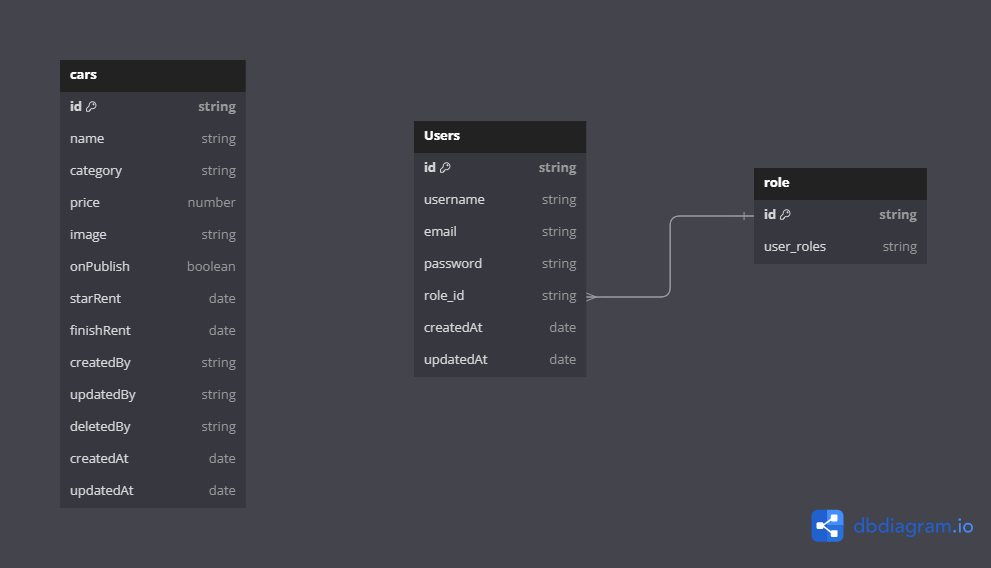 cars
id string
name string
category string
price number
image string
onPublish boolean
starRent date
finishRent date
createdBy string
updatedBy string
deletedBy string
createdAt date
updatedAt date
Users
id string
username string
email string
password string
role_id string
createdAt date
updatedAt date
role
id string
user_roles string
dbdiagram.io